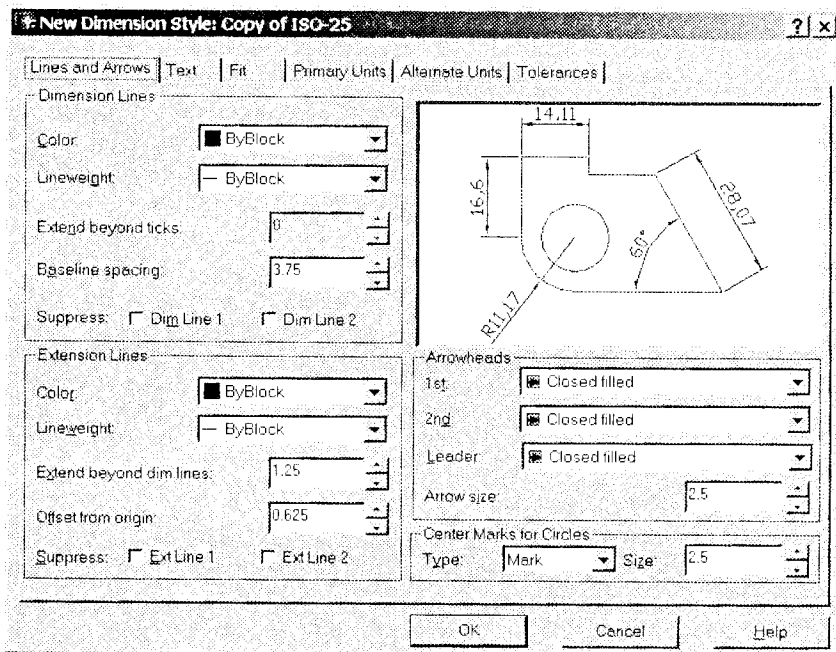 New Dimension Style: Copy of ISO-25
Lines and Arrows Text Fit Primary Units Alternate Units Tolerances
Dimension Lines
Color: ByBlock
Lineweight: ByBlock
Extend beyond ticks: 0
Baseline spacing: 3.75
Suppress: Dim Line 1 Dim Line 2
Extension Lines
Color: ByBlock
Lineweight: ByBlock
Extend beyond dim lines: 1.25
Offset from origin: 0.625
Suppress: Ext Line 1 Ext Line 2
14,11
16,6
28,07
60°
R11,17
Arrowheads
1st: Closed filled
2nd: Closed filled
Leader: Closed filled
Arrow size: 2.5
Center Marks for Circles
Type: Mark Size: 2.5
OK Cancel Help